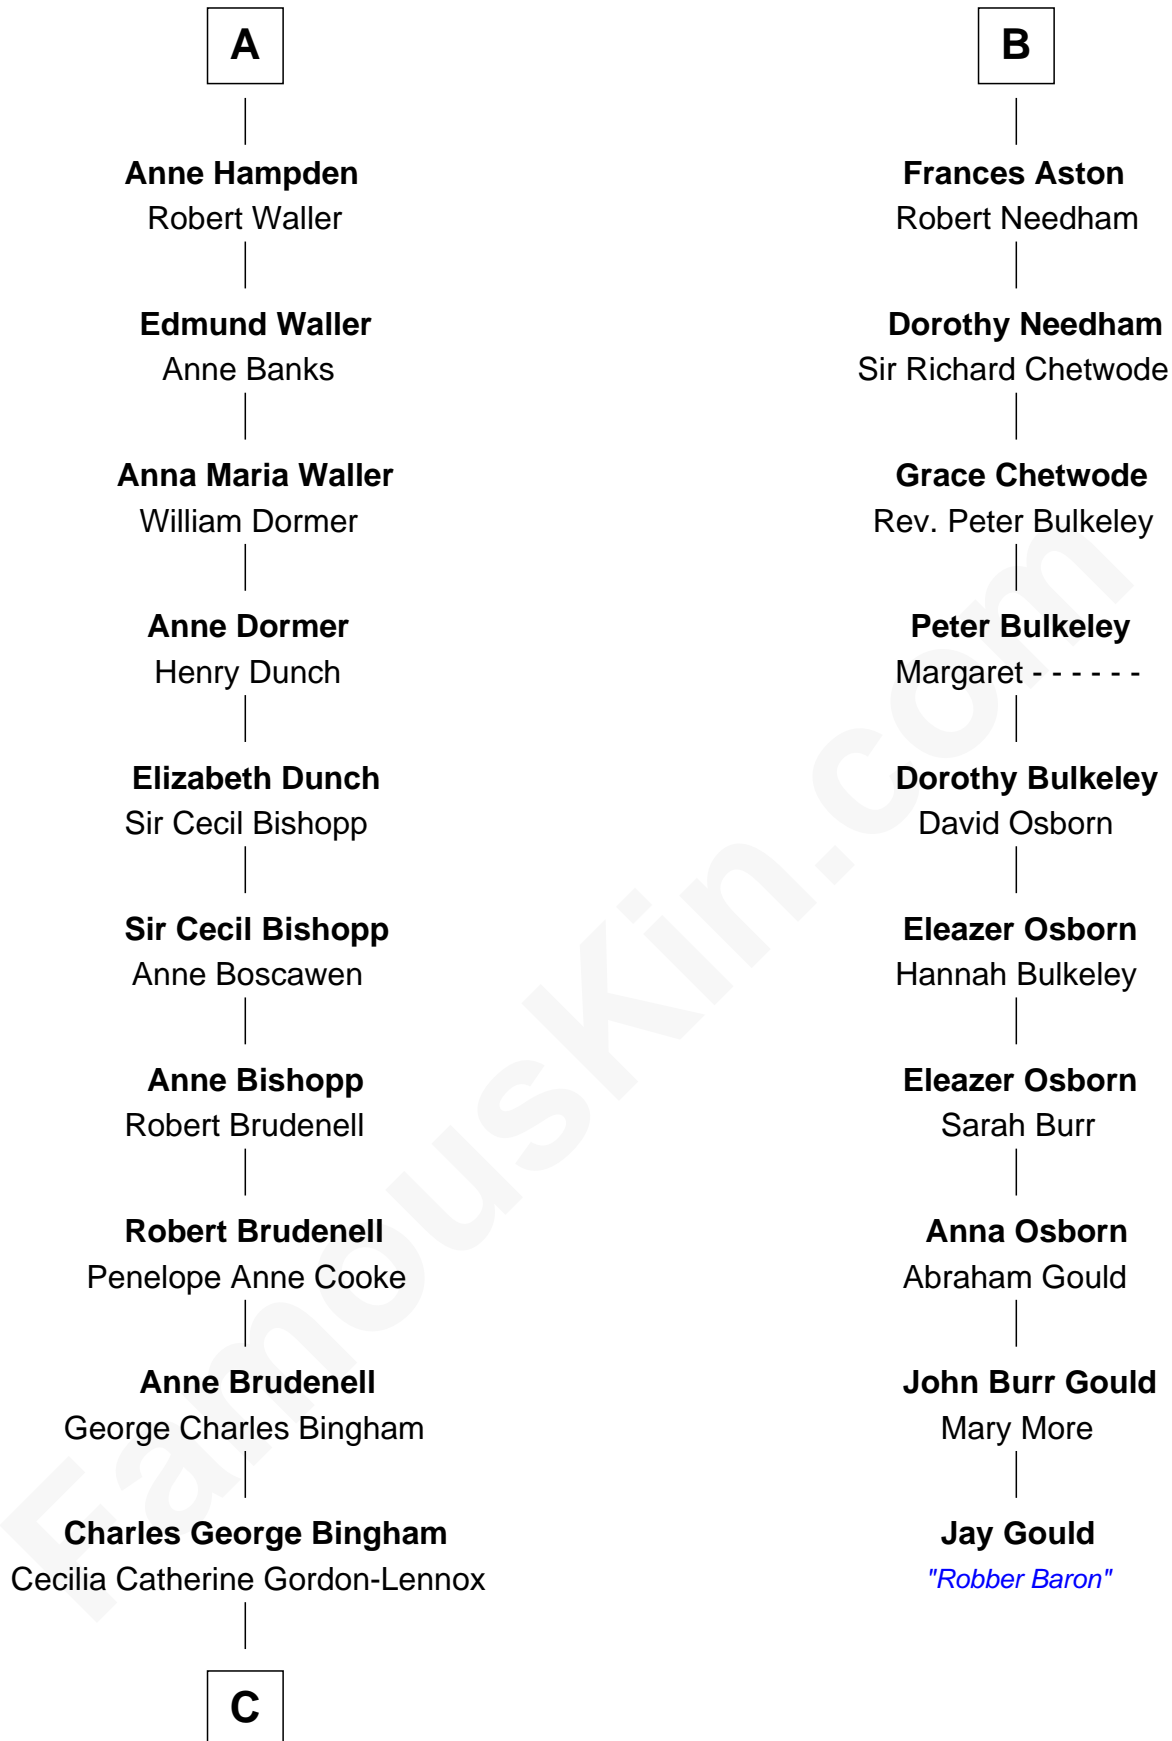 A
Anne Hampden
Robert Waller
Edmund Waller
Anne Banks
Anna Maria Waller
William Dormer
Anne Dormer
Henry Dunch
Elizabeth Dunch
Sir Cecil Bishopp
Sir Cecil Bishopp
Anne Boscawen
Anne Bishopp
Robert Brudenell
Robert Brudenell
Penelope Anne Cooke
Anne Brudenell
George Charles Bingham
Charles George Bingham
Cecilia Catherine Gordon-Lennox
C
B
Frances Aston
Robert Needham
Dorothy Needham
Sir Richard Chetwode
Grace Chetwode
Rev. Peter Bulkeley
Peter Bulkeley
Margaret - - - - - -
Dorothy Bulkeley
David Osborn
Eleazer Osborn
Hannah Bulkeley
Eleazer Osborn
Sarah Burr
Anna Osborn
Abraham Gould
John Burr Gould
Mary More
Jay Gould
"Robber Baron"
FamousKin.com